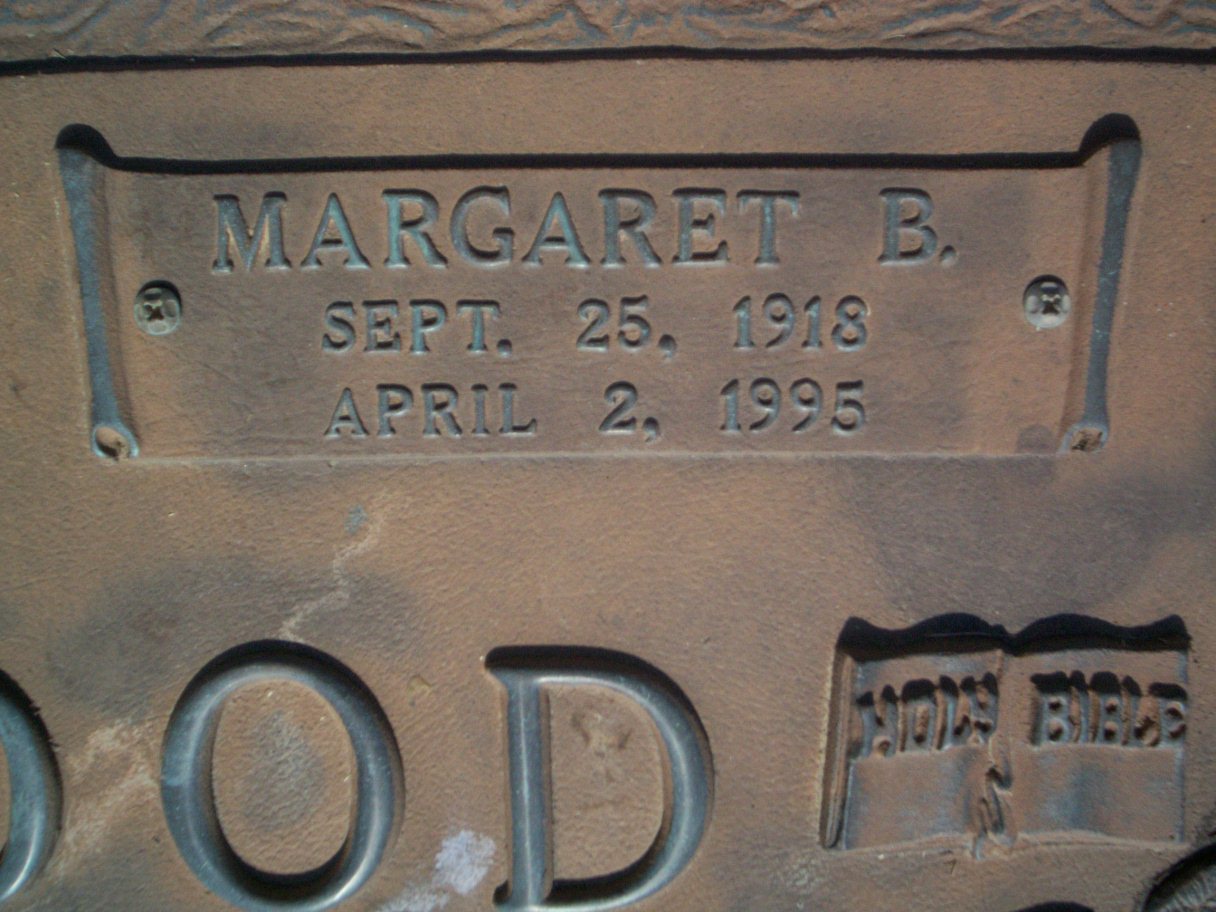 MARGARET B.
SEPT. 25, 1918
APRIL 2, 1995
OOD
HOLY BIBLE